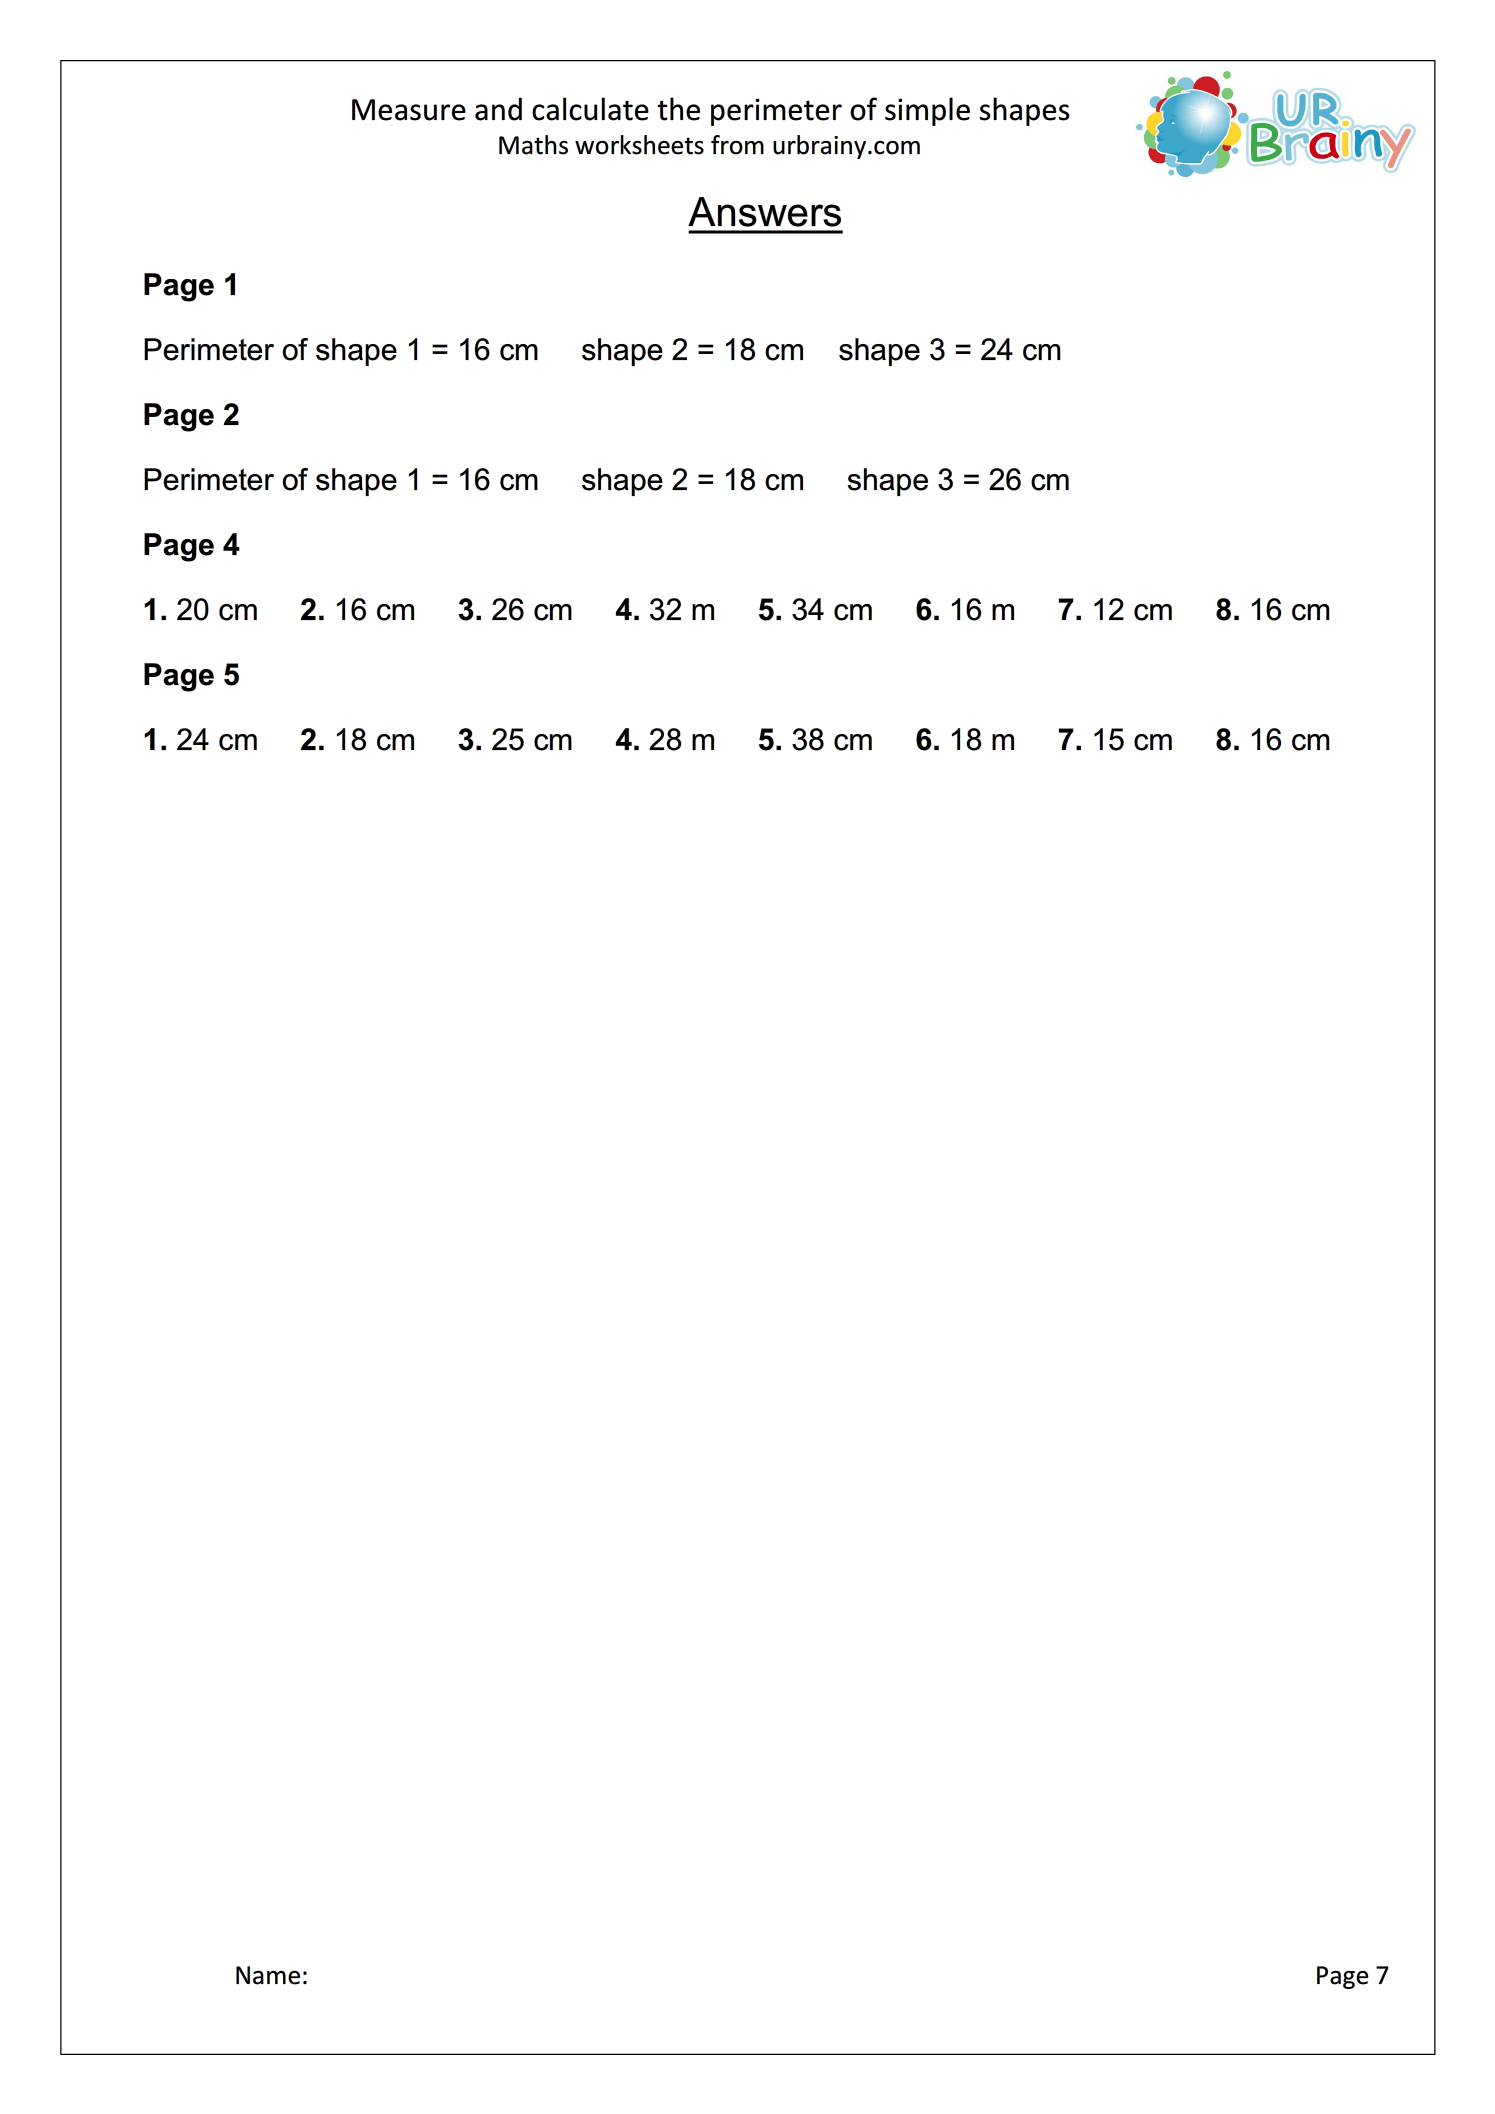 Measure and calculate the perimeter of simple shapes
Maths worksheets from urbrainy.com
UR
Brainy
Answers
Page 1
Perimeter of shape 1 = 16 cm shape 2 = 18 cm shape 3 = 24 cm
Page 2
Perimeter of shape 1 = 16 cm shape 2 = 18 cm shape 3 = 26 cm
Page 4
1. 20 cm 2. 16 cm 3. 26 cm 4. 32 m 5. 34 cm 6. 16 m 7. 12 cm 8. 16 cm
Page 5
1. 24 cm 2. 18 cm 3. 25 cm 4. 28 m 5. 38 cm 6. 18 m 7. 15 cm 8. 16 cm
Name: Page 7